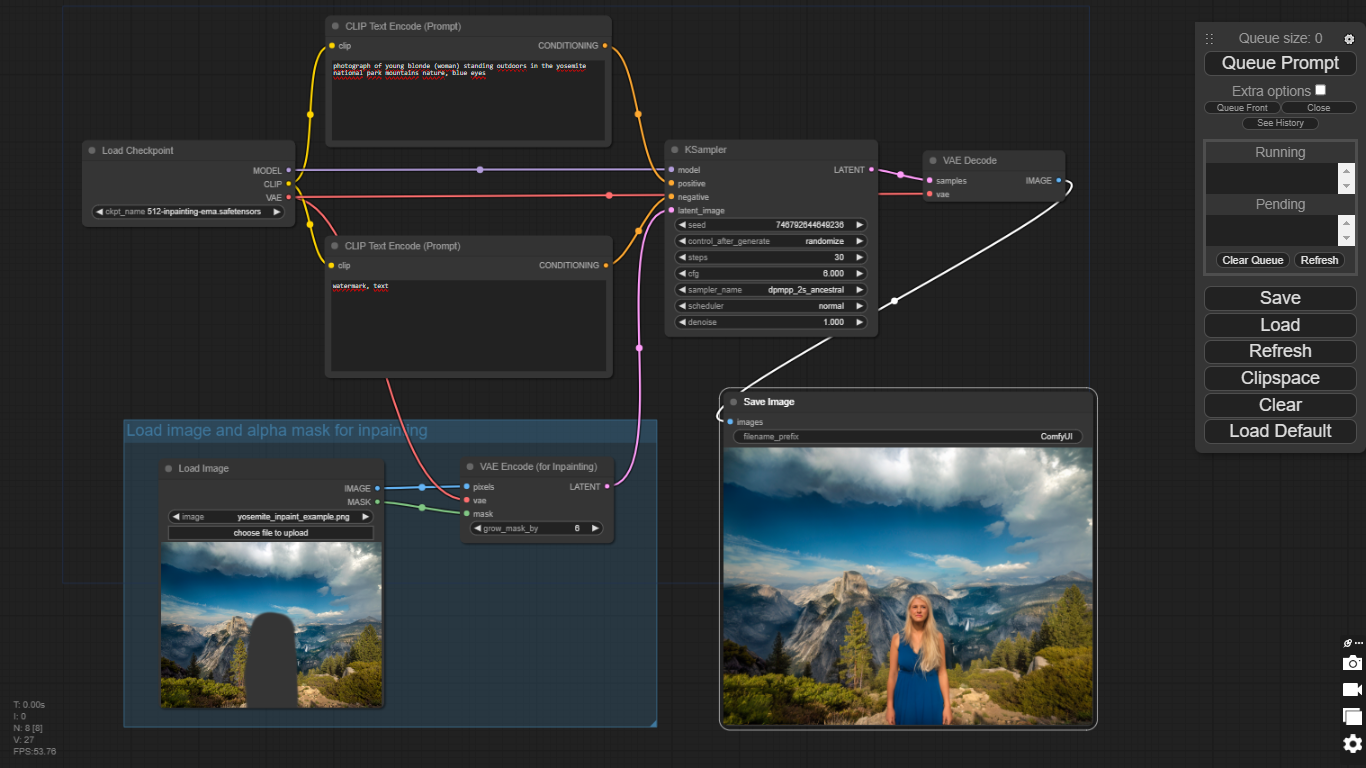 CLIP Text Encode (Prompt)
clip
CONDITIONING
photograph of young blonde (woman) standing outdoors in the yosemite
national park mountains nature, blue eyes
Load Checkpoint
MODEL
CLIP
VAE
ckpt_name 512-inpainting-ema.safetensors
CLIP Text Encode (Prompt)
clip
CONDITIONING
watermark, text
KSampler
model
LATENT
positive
negative
latent_image
seed
control_after_generate randomize
steps 30
cfg 6.000
sampler_name dpmpp_2s_ancestral
scheduler normal
denoise 1.000
VAE Decode
samples
IMAGE
vae
Load image and alpha mask for inpainting
Load Image
IMAGE
MASK
image yosemite_inpaint_example.png
choose file to upload
VAE Encode (for Inpainting)
pixels
LATENT
vae
mask
grow_mask_by 6
Save Image
images
filename_prefix ComfyUI
Queue size: 0
Queue Prompt
Extra options
Queue Front
Close
See History
Running
Pending
Clear Queue
Refresh
Save
Load
Refresh
Clipspace
Clear
Load Default
T: 0.00s
I: 0
N: 8 [8]
V: 27
FPS:53.76